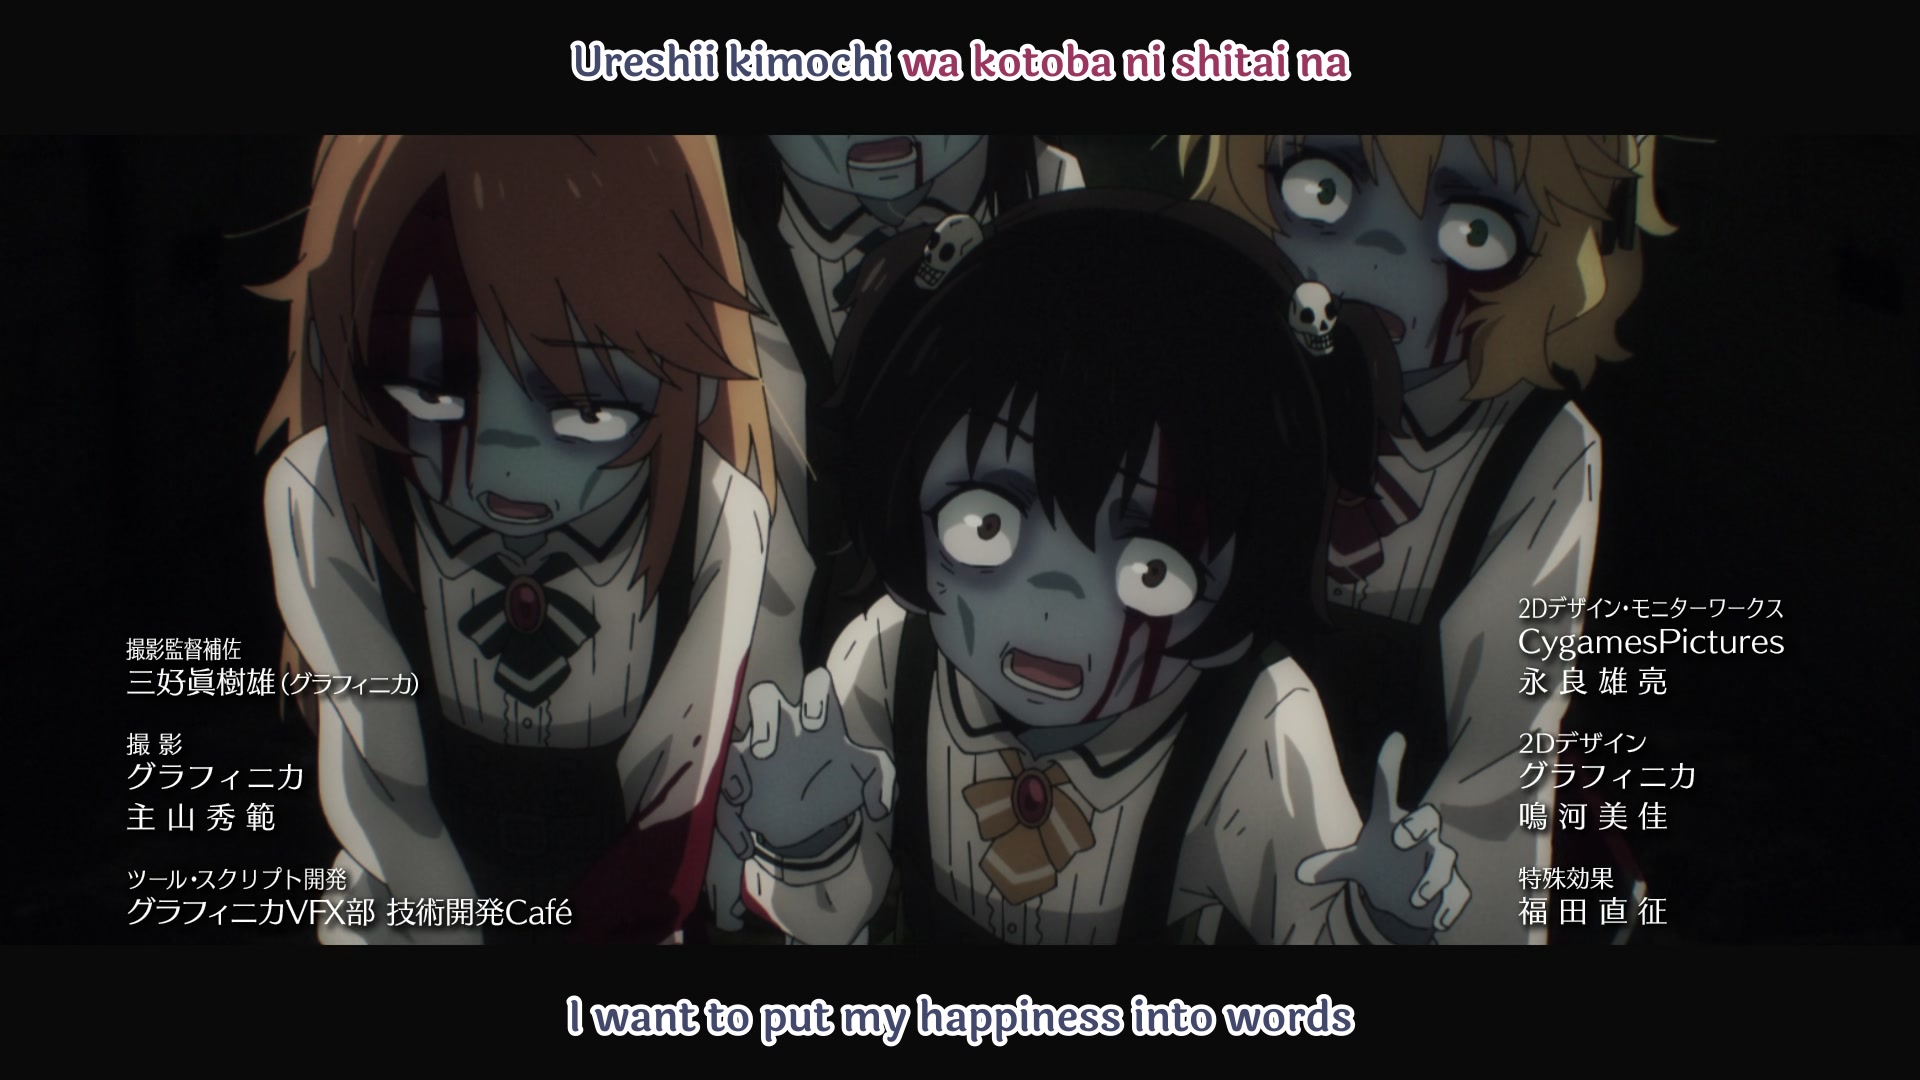 Ureshii kimochi wa kotoba ni shitai na
撮影監督補佐
三好眞樹雄(グラフィニカ)
撮影
グラフィニカ
主山秀範
ツール・スクリプト開発
グラフィニカVFX部 技術開発Café
2Dデザイン・モニターワークス
CygamesPictures
永良雄亮
2Dデザイン
グラフィニカ
鳴河美佳
特殊効果
福田直征
I want to put my happiness into words